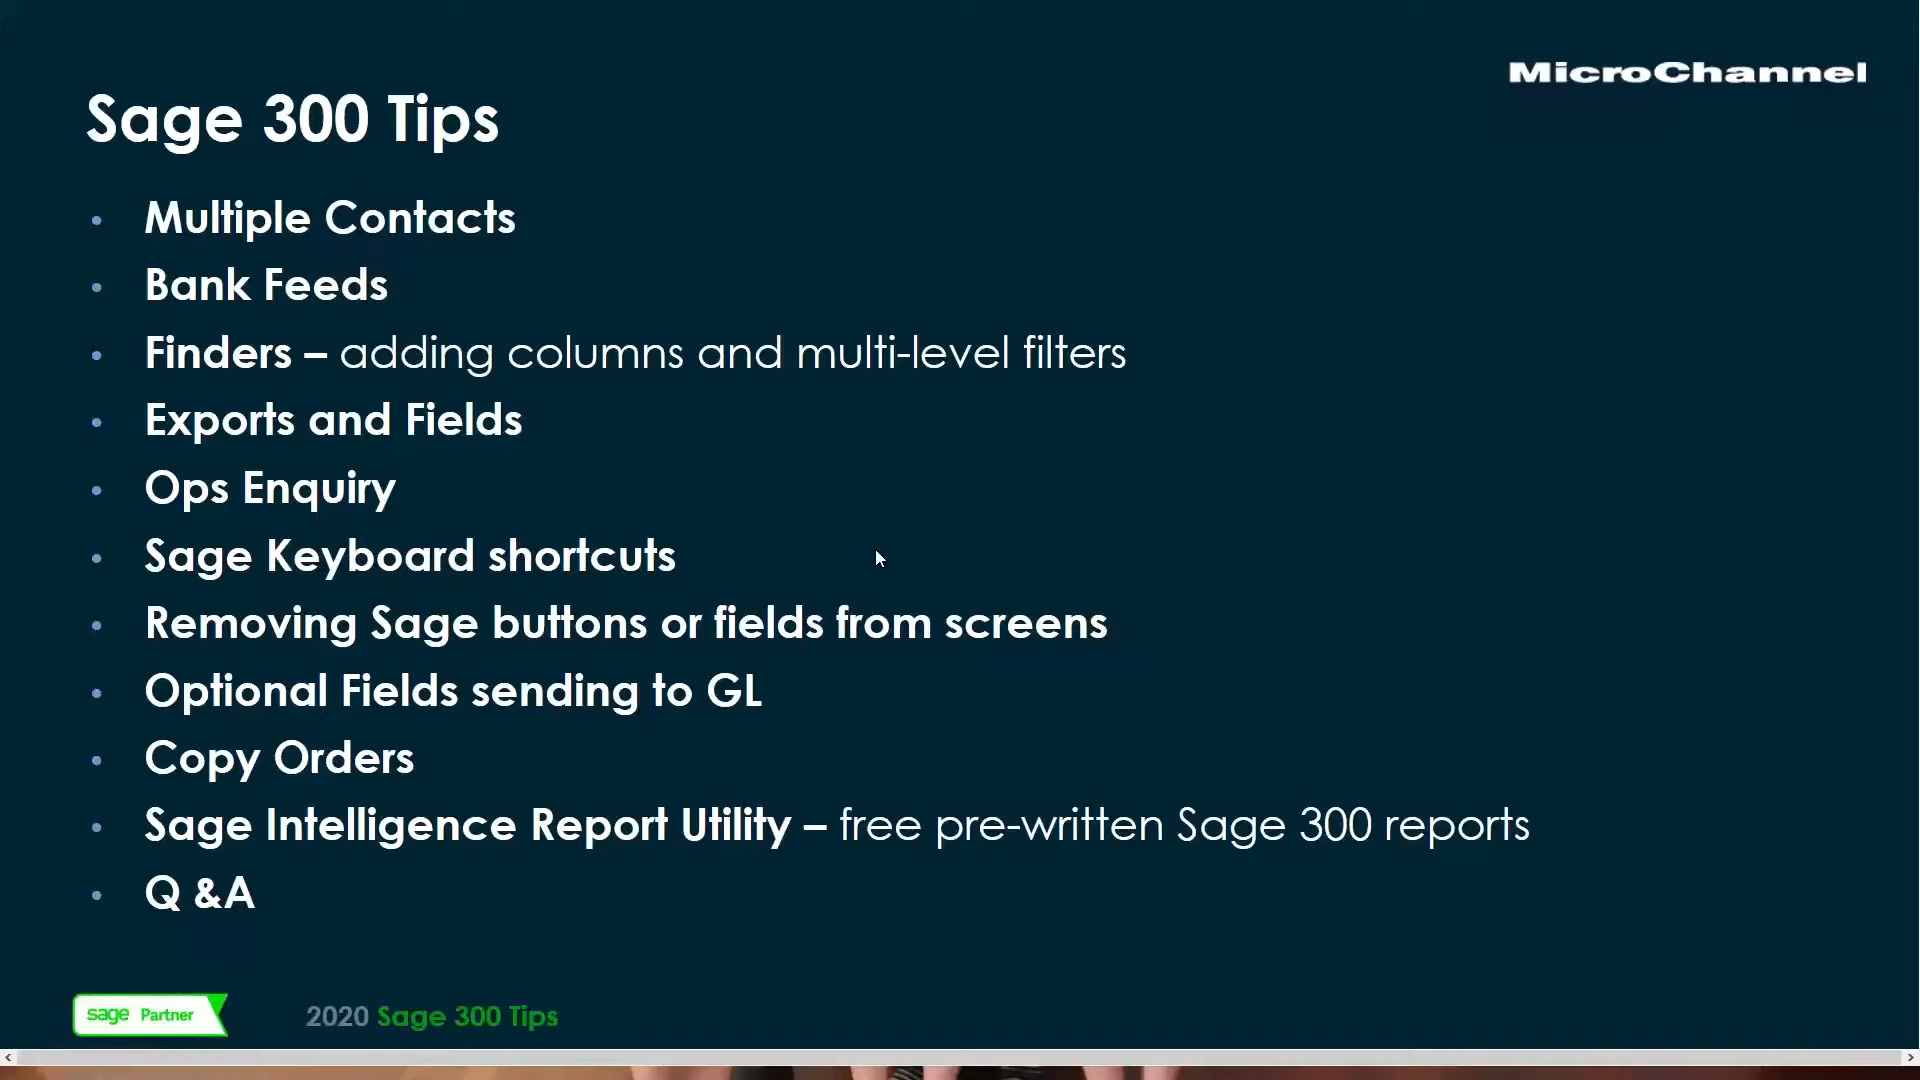 MicroChannel
Sage 300 Tips
• Multiple Contacts
• Bank Feeds
• Finders – adding columns and multi-level filters
• Exports and Fields
• Ops Enquiry
• Sage Keyboard shortcuts
• Removing Sage buttons or fields from screens
• Optional Fields sending to GL
• Copy Orders
• Sage Intelligence Report Utility – free pre-written Sage 300 reports
• Q &A
sage Partner
2020 Sage 300 Tips